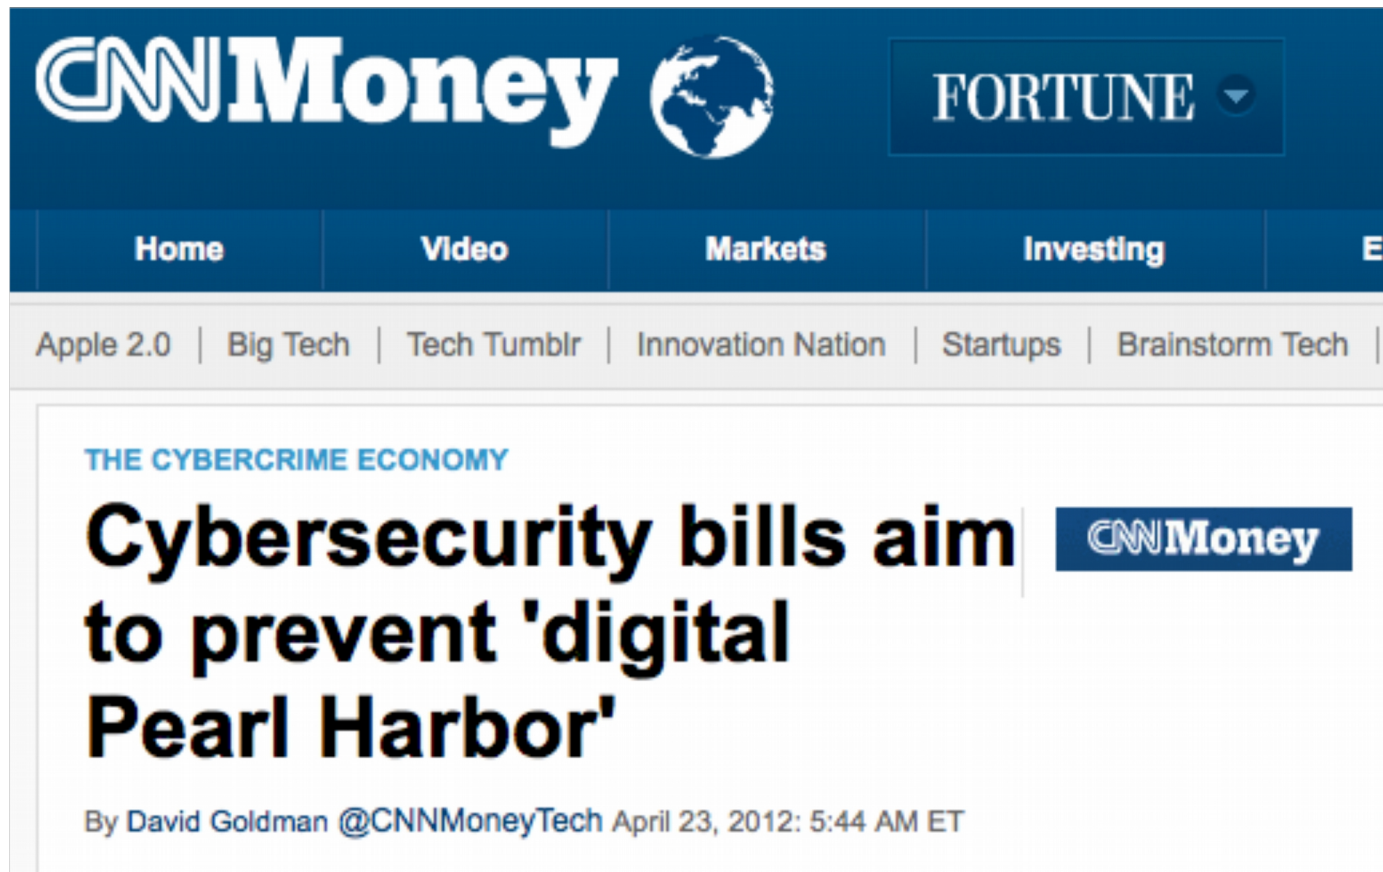 CNNMoney
FORTUNE
Home Video Markets Investing E
Apple 2.0 | Big Tech | Tech Tumblr | Innovation Nation | Startups | Brainstorm Tech |
THE CYBERCRIME ECONOMY
Cybersecurity bills aim
to prevent 'digital
Pearl Harbor'
CNNMoney
By David Goldman @CNNMoneyTech April 23, 2012: 5:44 AM ET